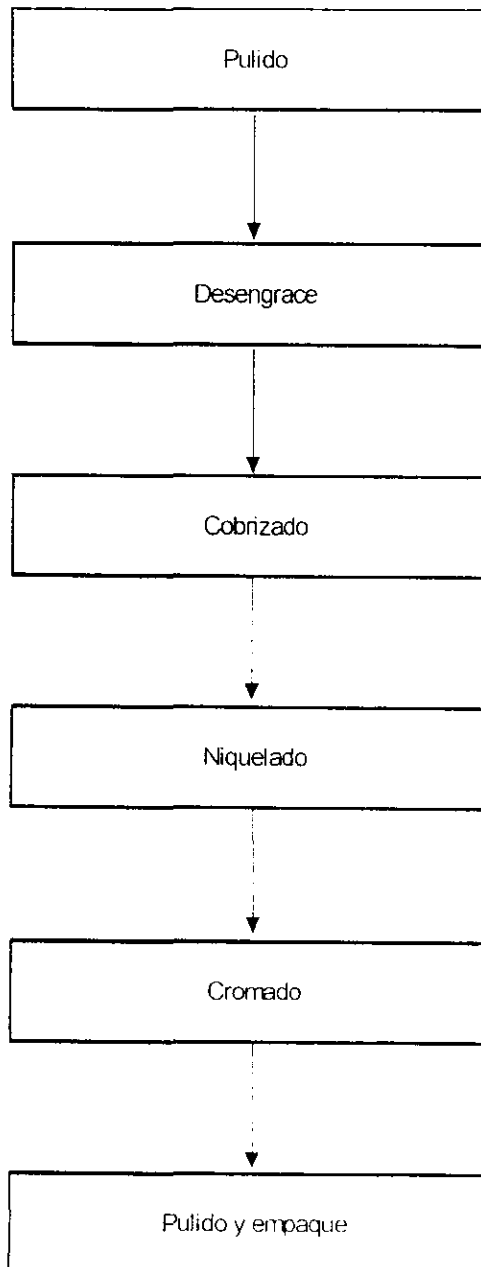 Pulido
Desengrace
Cobrizado
Niquelado
Cromado
Pulido y empaque